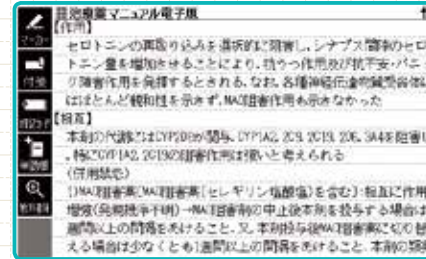 治療薬マニュアル電子版
【作用】
セロトニンの再取り込みを選択的に阻害し、シナプス間隙のセロ
トニン量を増加させることにより、抗うつ作用及び抗不安・パニ
ク障害作用を発揮するとされる。なお、各種神経伝達物質受容体に
はほとんど親和性を示さず、MAO阻害作用も示さなかった
【相互】
本剤の代謝にはCYP2D6が関与、CYP1A2, 2C9, 2C19, 2D6, 3A4を阻害し
、特にCYP1A2, 2C19の阻害作用は強いと考えられる
(併用禁忌)
1)MAO阻害薬(MAO阻害薬[セレギリン塩酸塩]を含む):相互に作用
増強(発現機序不明)→MAO阻害剤の中止後本剤を投与する場合は
週間以上の間隔をあけること。又、本剤投与後MAO阻害薬に切り替
える場合は少なくとも1週間以上の間隔をあけること。本剤の類
マーカー
付箋